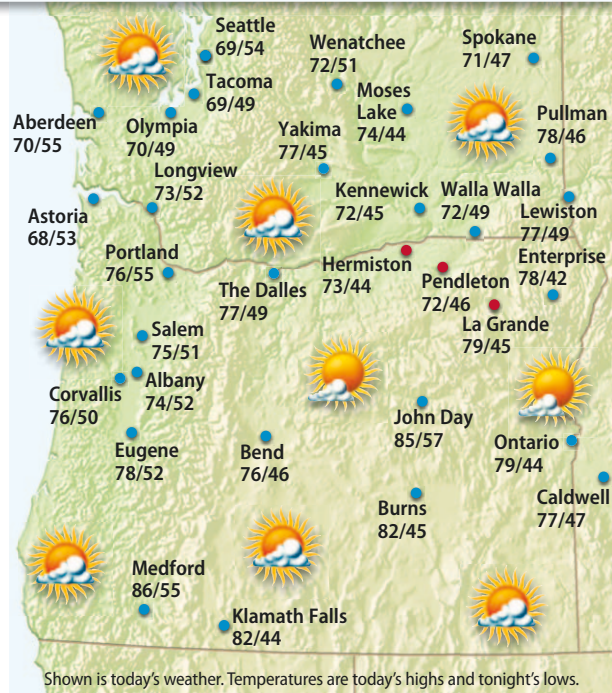 Seattle
69/54
Wenatchee
72/51
Spokane
71/47
Tacoma
69/49
Moses
Lake
74/44
Pullman
78/46
Aberdeen
70/55
Olympia
70/49
Yakima
77/45
Longview
73/52
Kennewick
72/45
Walla Walla
72/49
Lewiston
77/49
Astoria
68/53
Portland
76/55
The Dalles
77/49
Hermiston
73/44
Pendleton
72/46
Enterprise
78/42
La Grande
79/45
Salem
75/51
Corvallis
76/50
Albany
74/52
John Day
85/57
Eugene
78/52
Bend
76/46
Ontario
79/44
Burns
82/45
Caldwell
77/47
Medford
86/55
Klamath Falls
82/44
Shown is today's weather. Temperatures are today's highs and tonight's lows.